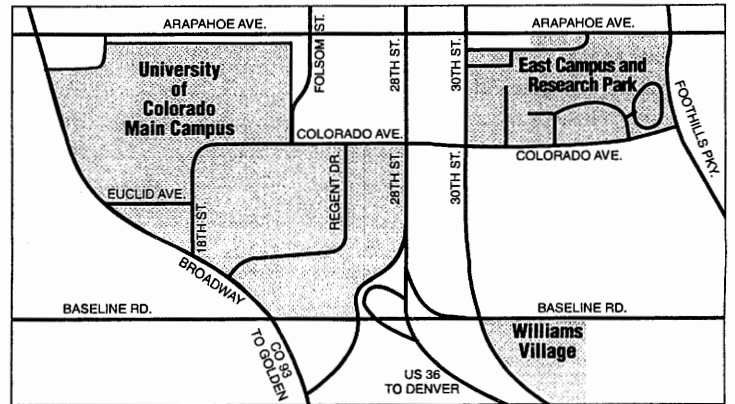 ARAPAHOE AVE.
ARAPAHOE AVE.
FOLSOM ST.
28TH ST.
30TH ST.
University
of
Colorado
Main Campus
East Campus and
Research Park
FOOTHILLS PKY.
COLORADO AVE.
COLORADO AVE.
EUCLID AVE.
18TH ST.
REGENT DR.
28TH ST.
30TH ST.
BROADWAY
BASELINE RD.
BASELINE RD.
CO 93
TO GOLDEN
US 36
TO DENVER
Williams
Village